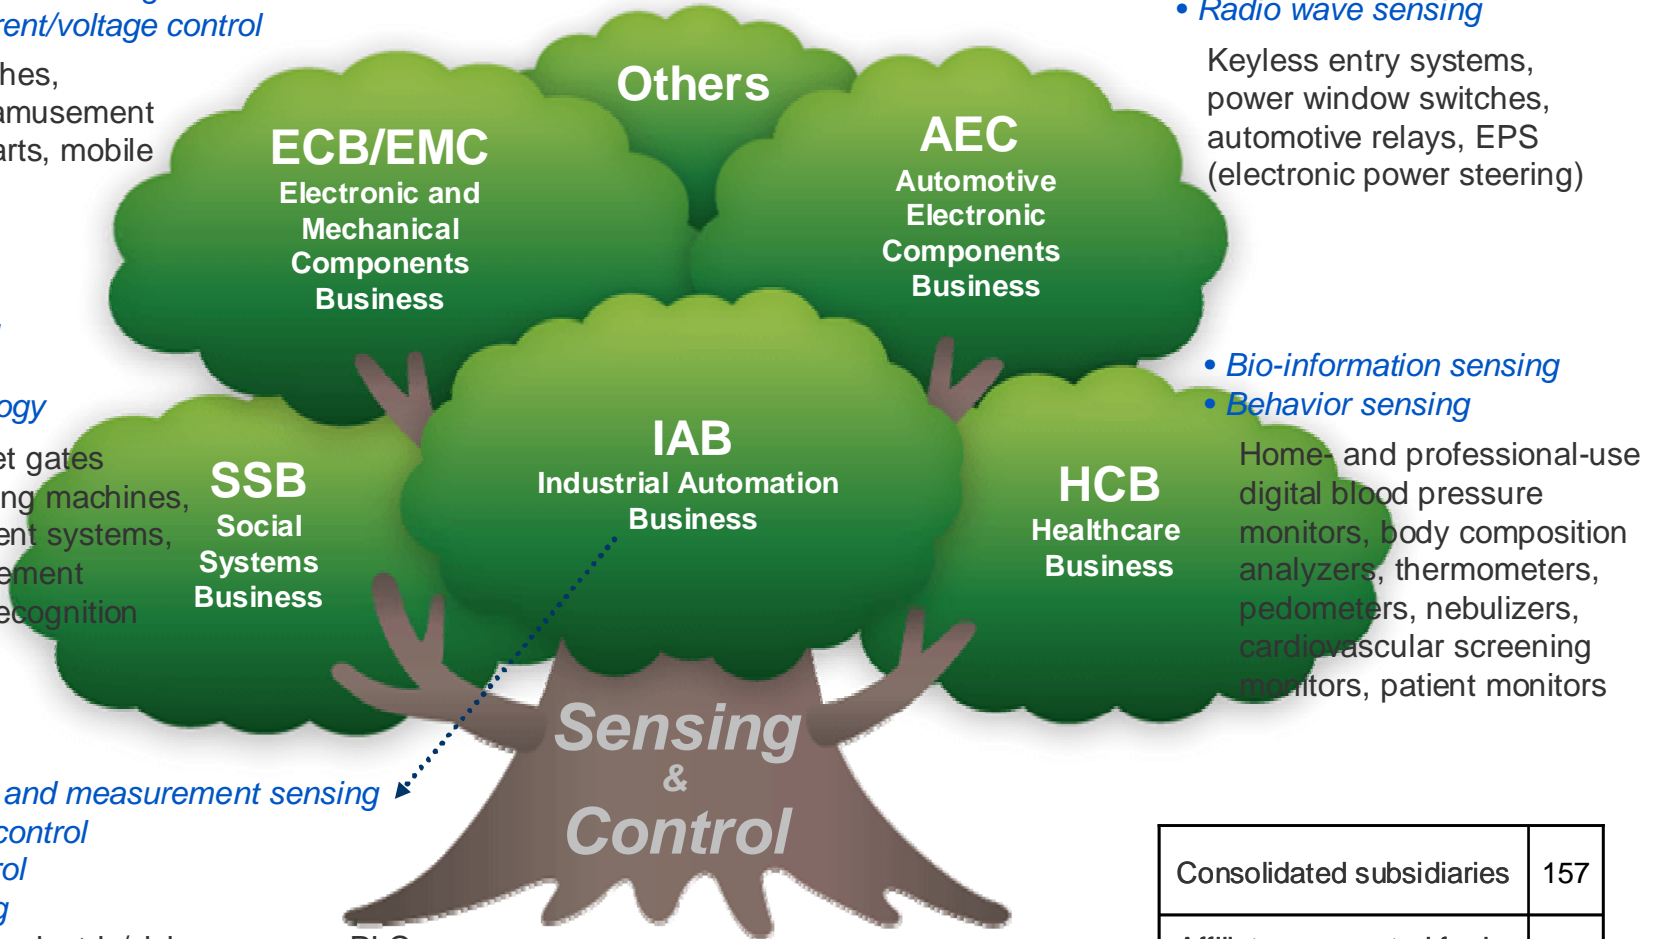 rent/voltage control
hes,
amusement
arts, mobile
Others
ECB/EMC
Electronic and
Mechanical
Components
Business
AEC
Automotive
Electronic
Components
Business
• Radio wave sensing
Keyless entry systems,
power window switches,
automotive relays, EPS
(electronic power steering)
ogy
et gates
ng machines,
ent systems,
ement
ecognition
SSB
Social
Systems
Business
IAB
Industrial Automation
Business
HCB
Healthcare
Business
• Bio-information sensing
• Behavior sensing
Home- and professional-use
digital blood pressure
monitors, body composition
analyzers, thermometers,
pedometers, nebulizers,
cardiovascular screening
monitors, patient monitors
and measurement sensing
control
rol
g
Sensing
&
Control
Consolidated subsidiaries 157